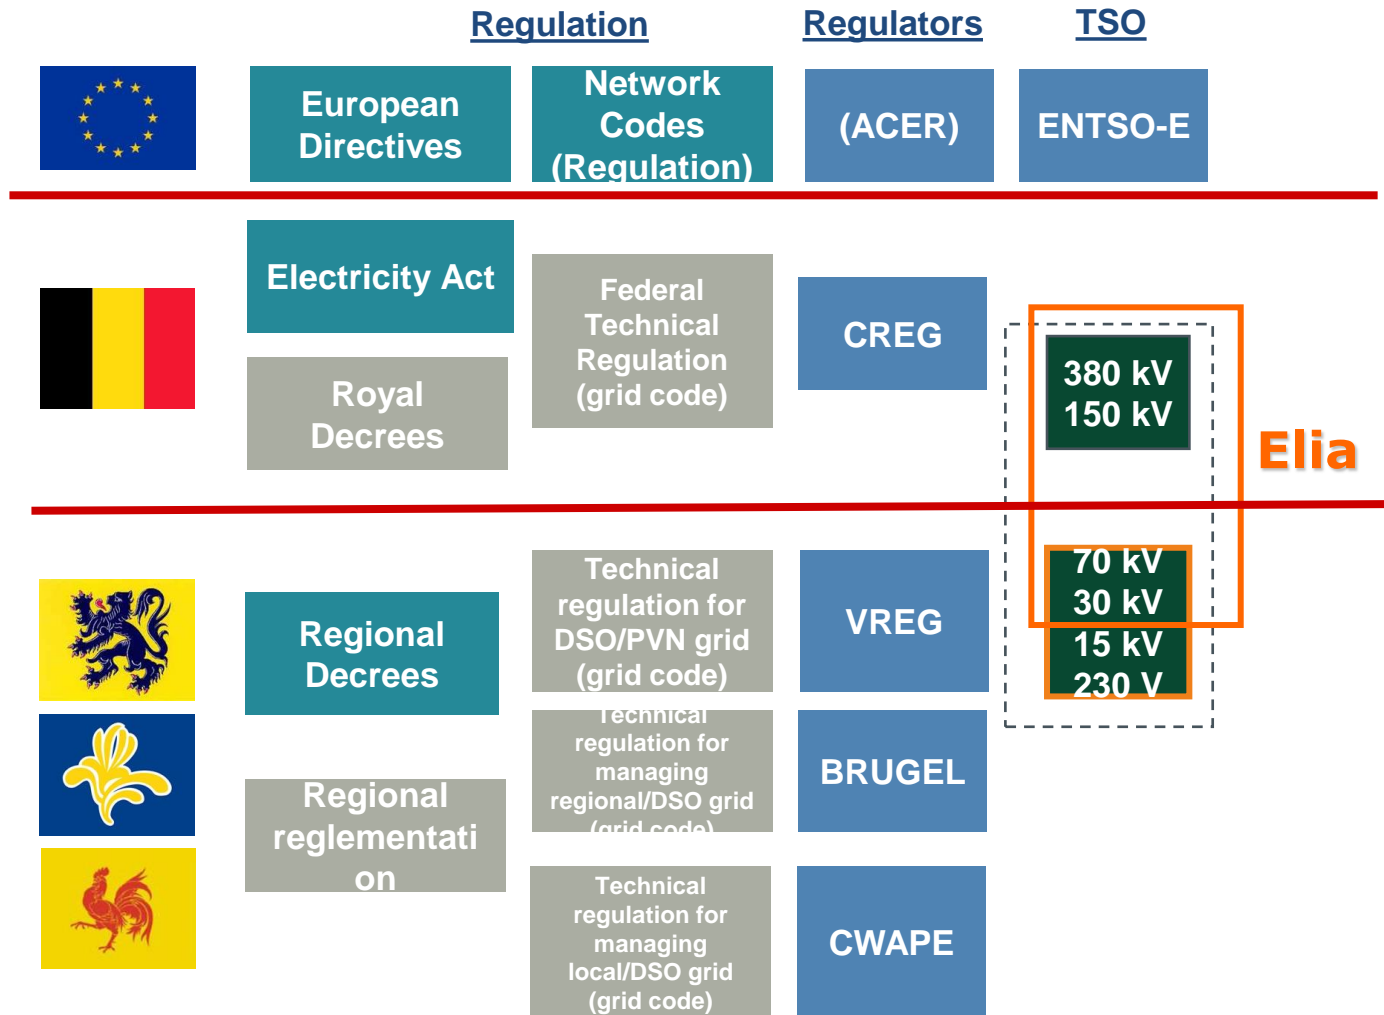 Regulation
Regulators
TSO
European
Directives
Network
Codes
(Regulation)
(ACER)
ENTSO-E
Electricity Act
Royal
Decrees
Federal
Technical
Regulation
(grid code)
CREG
380 kV
150 kV
Elia
Regional
Decrees
Technical
regulation for
DSO/PVN grid
(grid code)
VREG
70 kV
30 kV
15 kV
230 V
Regional
reglementati
on
Technical
regulation for
managing
regional/DSO grid
(grid code)
BRUGEL
Technical
regulation for
managing
local/DSO grid
(grid code)
CWAPE